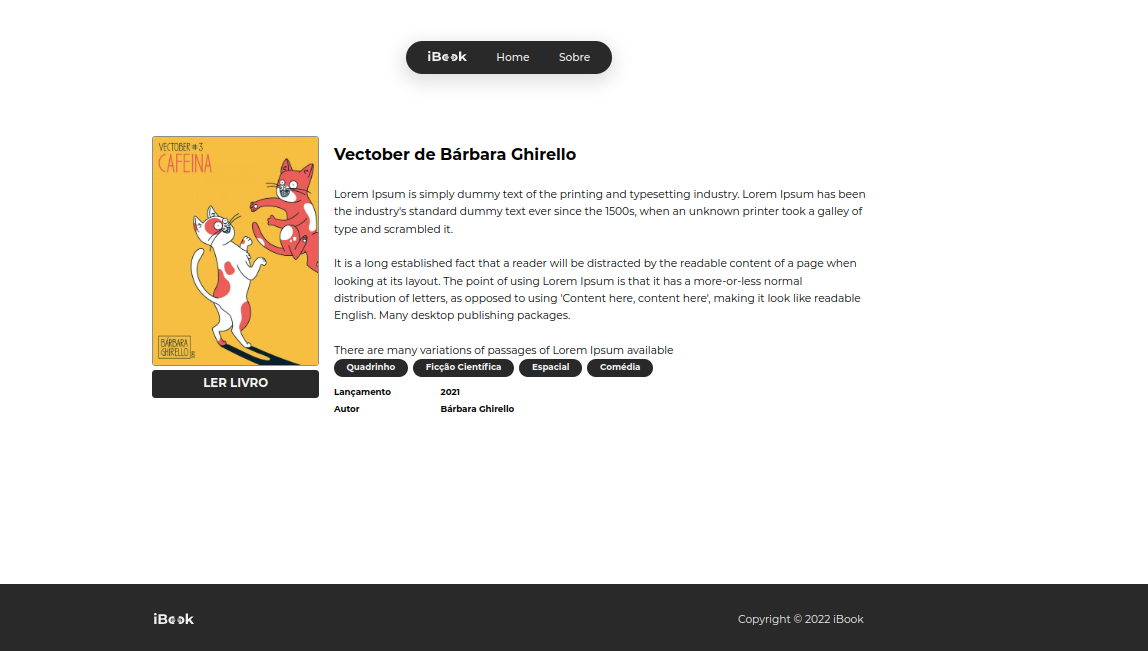 iBook
Home
Sobre
VECTOBER #3
CAFEINA
BÁRBARA
GHIRELLO
LER LIVRO
Vectober de Bárbara Ghirello
Lorem Ipsum is simply dummy text of the printing and typesetting industry. Lorem Ipsum has been
the industry's standard dummy text ever since the 1500s, when an unknown printer took a galley of
type and scrambled it.
It is a long established fact that a reader will be distracted by the readable content of a page when
looking at its layout. The point of using Lorem Ipsum is that it has a more-or-less normal
distribution of letters, as opposed to using 'Content here, content here', making it look like readable
English. Many desktop publishing packages.
There are many variations of passages of Lorem Ipsum available
Quadrinho
Ficção Científica
Espacial
Comédia
Lançamento 2021
Autor Bárbara Ghirello
iBook
Copyright © 2022 iBook